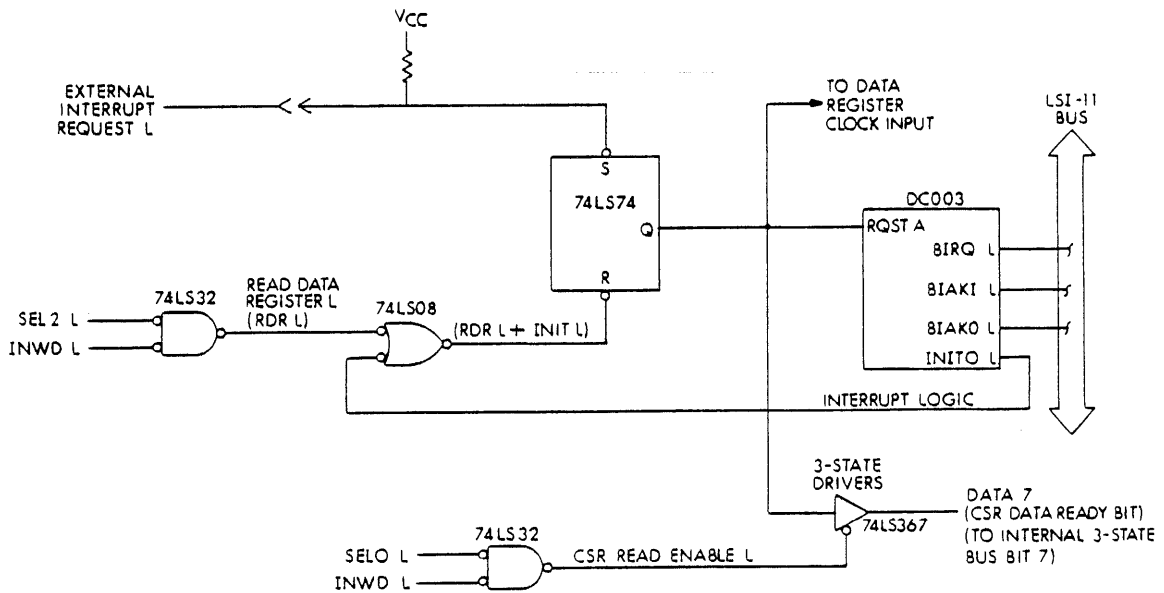 VCC
EXTERNAL
INTERRUPT
REQUEST L
TO DATA
REGISTER
CLOCK INPUT
LSI-11
BUS
S
74LS74
Q
R
DC003
RQST A
BIRQ L
BIAKI L
BIAKO L
INITO L
74LS32
SEL2 L
INWD L
READ DATA
REGISTER L
(RDR L)
74LS08
(RDR L + INIT L)
INTERRUPT LOGIC
3-STATE
DRIVERS
74LS367
DATA 7
(CSR DATA READY BIT)
(TO INTERNAL 3-STATE
BUS BIT 7)
74LS32
SELO L
INWD L
CSR READ ENABLE L